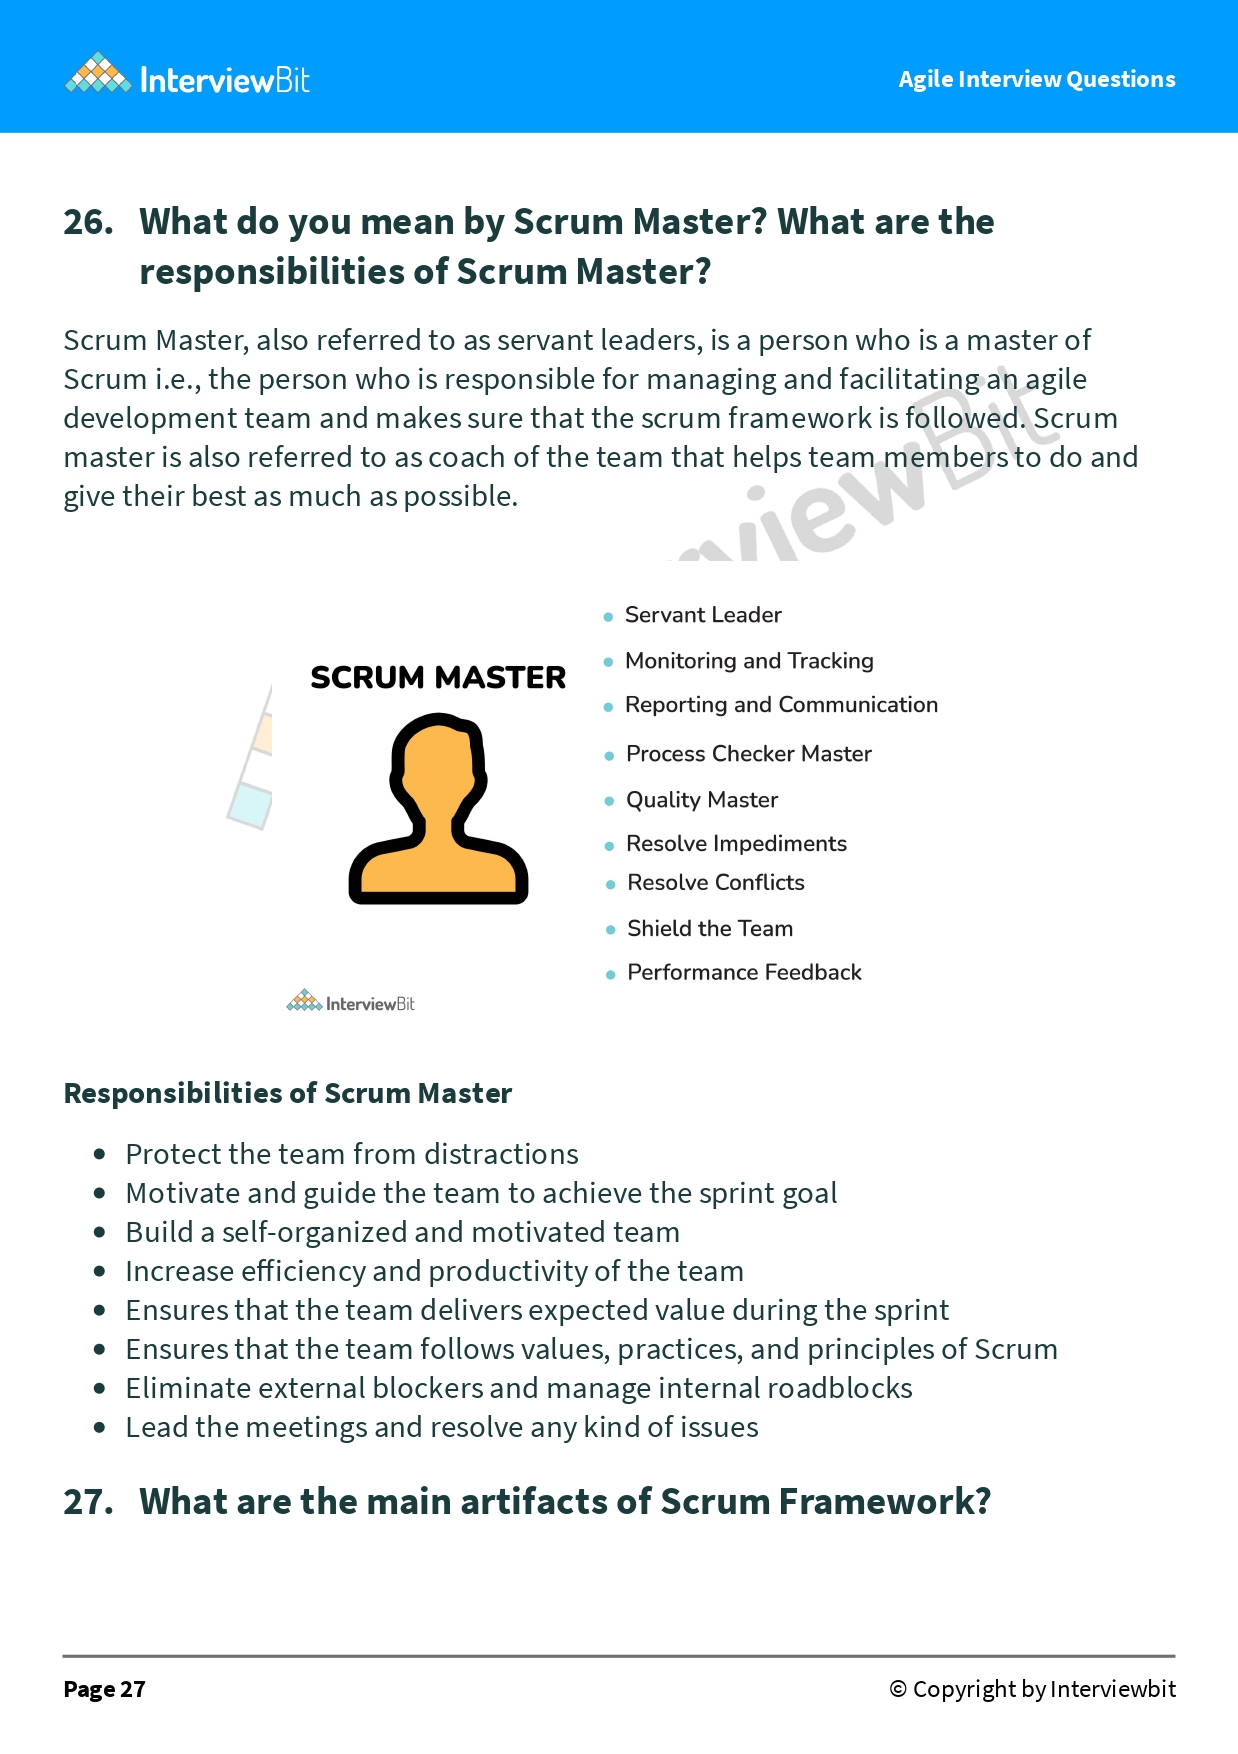 InterviewBit
Agile Interview Questions
26. What do you mean by Scrum Master? What are the
responsibilities of Scrum Master?
Scrum Master, also referred to as servant leaders, is a person who is a master of
Scrum i.e., the person who is responsible for managing and facilitating an agile
development team and makes sure that the scrum framework is followed. Scrum
master is also referred to as coach of the team that helps team members to do and
give their best as much as possible.
rviewBit
SCRUM MASTER
• Servant Leader
• Monitoring and Tracking
• Reporting and Communication
• Process Checker Master
• Quality Master
• Resolve Impediments
• Resolve Conflicts
• Shield the Team
• Performance Feedback
InterviewBit
Responsibilities of Scrum Master
• Protect the team from distractions
• Motivate and guide the team to achieve the sprint goal
• Build a self-organized and motivated team
• Increase efficiency and productivity of the team
• Ensures that the team delivers expected value during the sprint
• Ensures that the team follows values, practices, and principles of Scrum
• Eliminate external blockers and manage internal roadblocks
• Lead the meetings and resolve any kind of issues
27. What are the main artifacts of Scrum Framework?
Page 27
© Copyright by Interviewbit